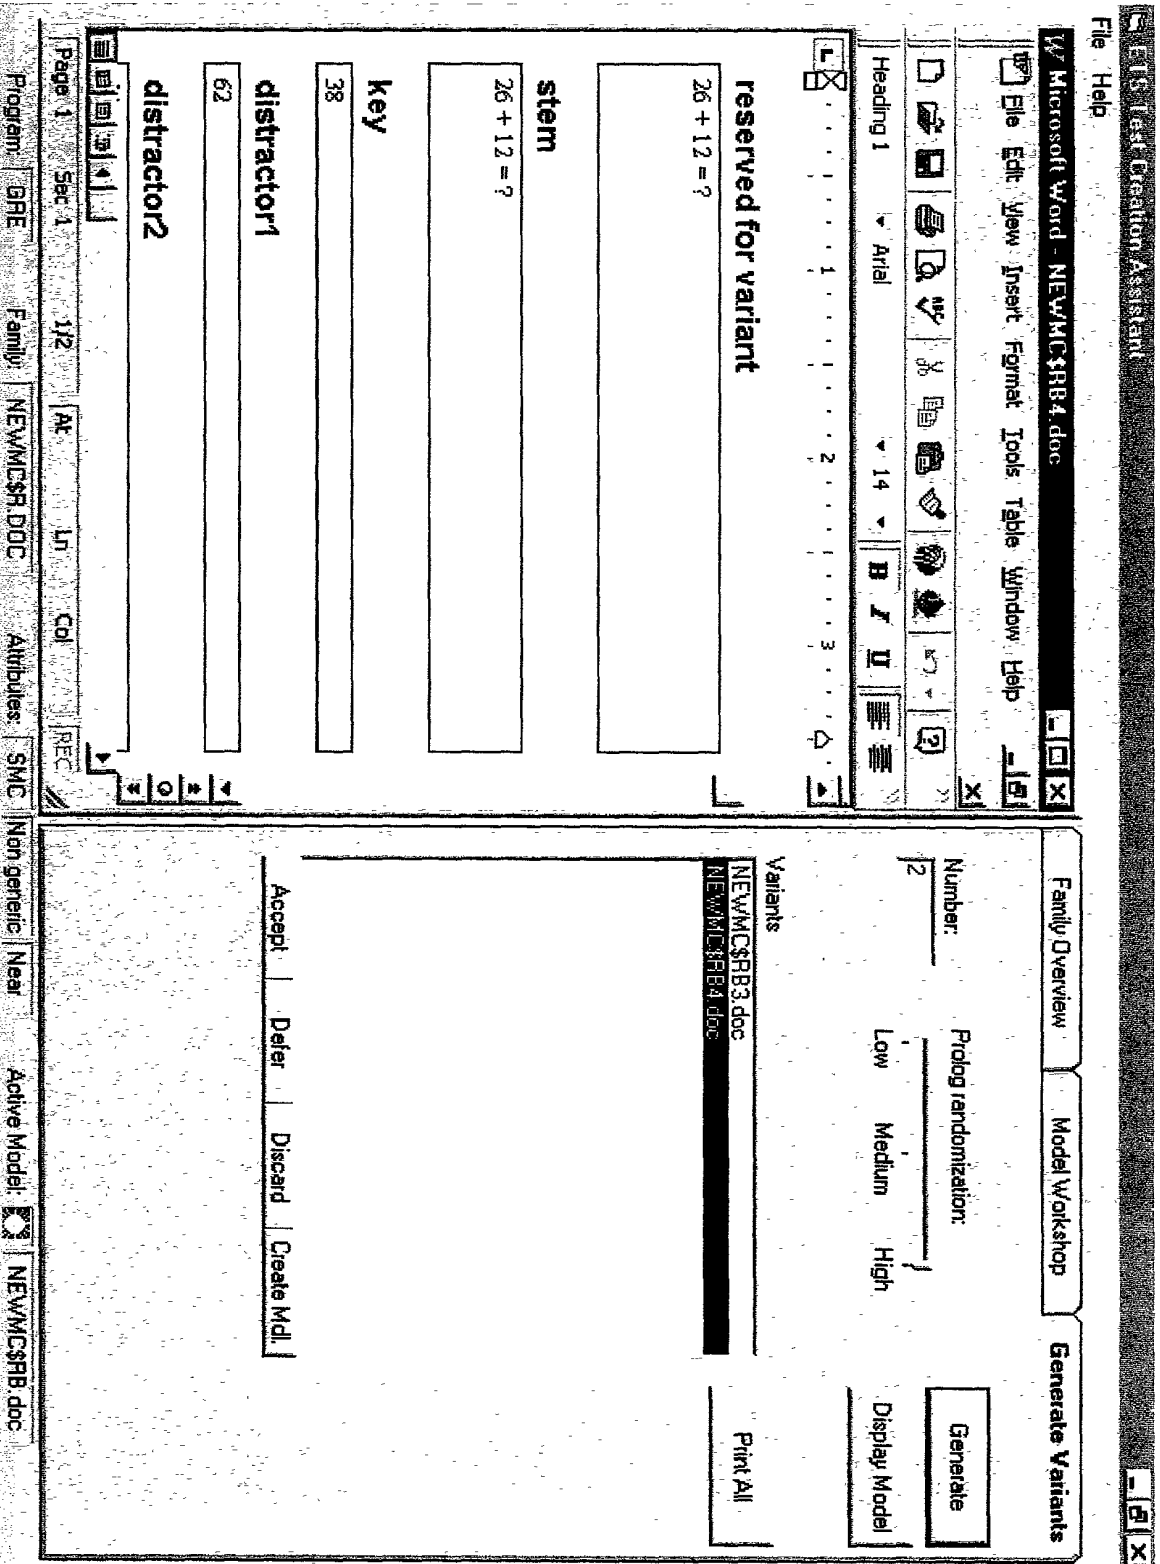 ETS Test Creation Assistant
File Help
Microsoft Word - NEWMC$RB4.doc
File Edit View Insert Format Tools Table Window Help
Heading 1 Arial 14 B I U
1 2 3
reserved for variant
26 + 12 = ?
stem
26 + 12 = ?
key
38
distractor1
62
distractor2
Page 1 Sec 1 1/2 At Ln Col REC
Family Overview Model Workshop Generate Variants
Number: Prolog randomization:
2
Low Medium High
Generate
Display Model
Variants
NEWMC$RB3.doc
NEWMC$RB4.doc
Print All
Accept Defer Discard Create Mdl.
Program: GRE Family: NEWMC$R.DOC Attributes: SMC Non generic Near Active Model: NEWMC$RB.doc